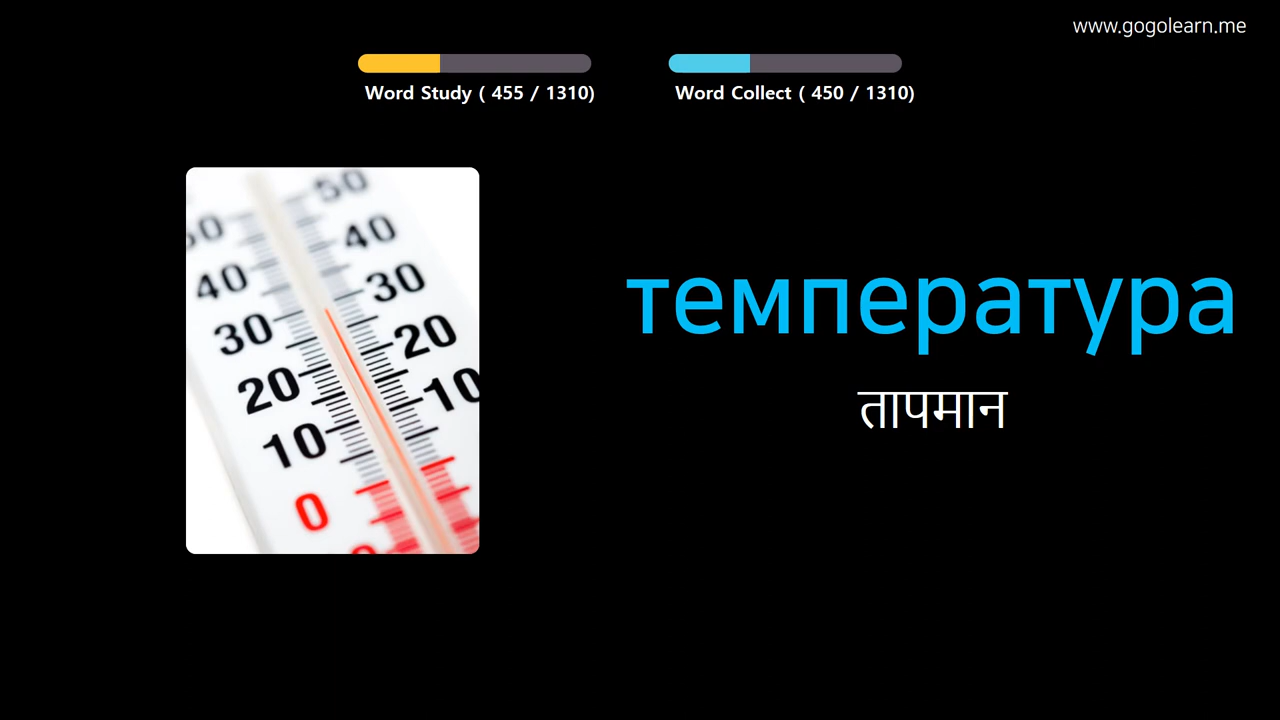 www.gogolearn.me
Word Study ( 455 / 1310)
Word Collect ( 450 / 1310)
50
40
30
20
10
40
30
20
10
0
температура
तापमान